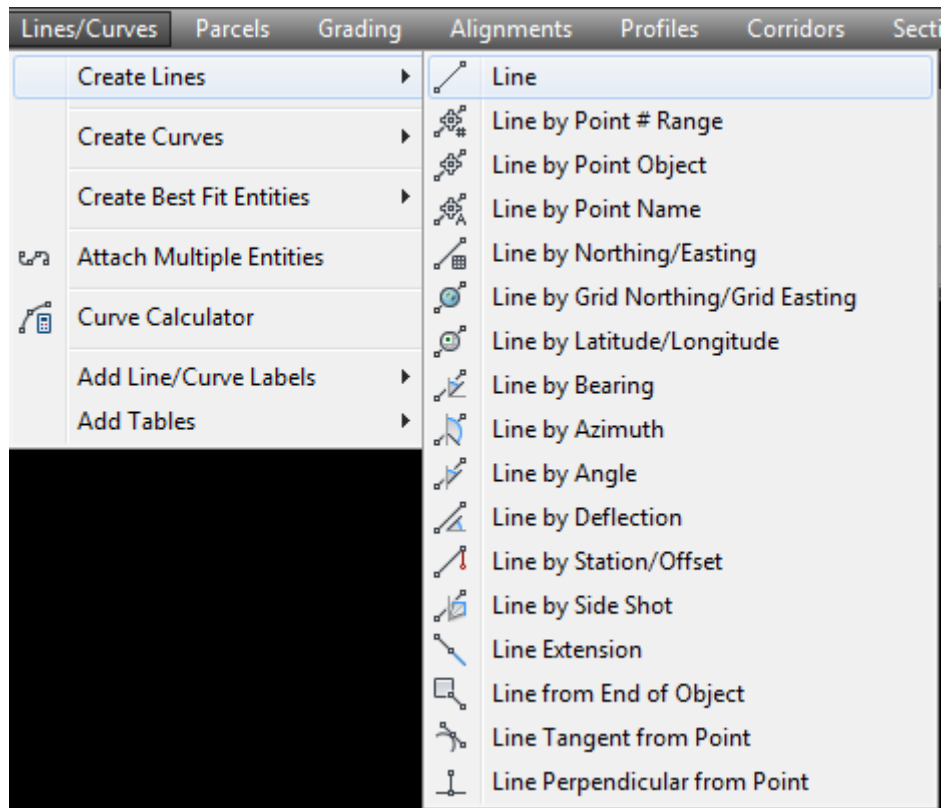 Lines/Curves Parcels Grading Alignments Profiles Corridors Secti
Create Lines
Create Curves
Create Best Fit Entities
Attach Multiple Entities
Curve Calculator
Add Line/Curve Labels
Add Tables
Line
Line by Point # Range
Line by Point Object
Line by Point Name
Line by Northing/Easting
Line by Grid Northing/Grid Easting
Line by Latitude/Longitude
Line by Bearing
Line by Azimuth
Line by Angle
Line by Deflection
Line by Station/Offset
Line by Side Shot
Line Extension
Line from End of Object
Line Tangent from Point
Line Perpendicular from Point